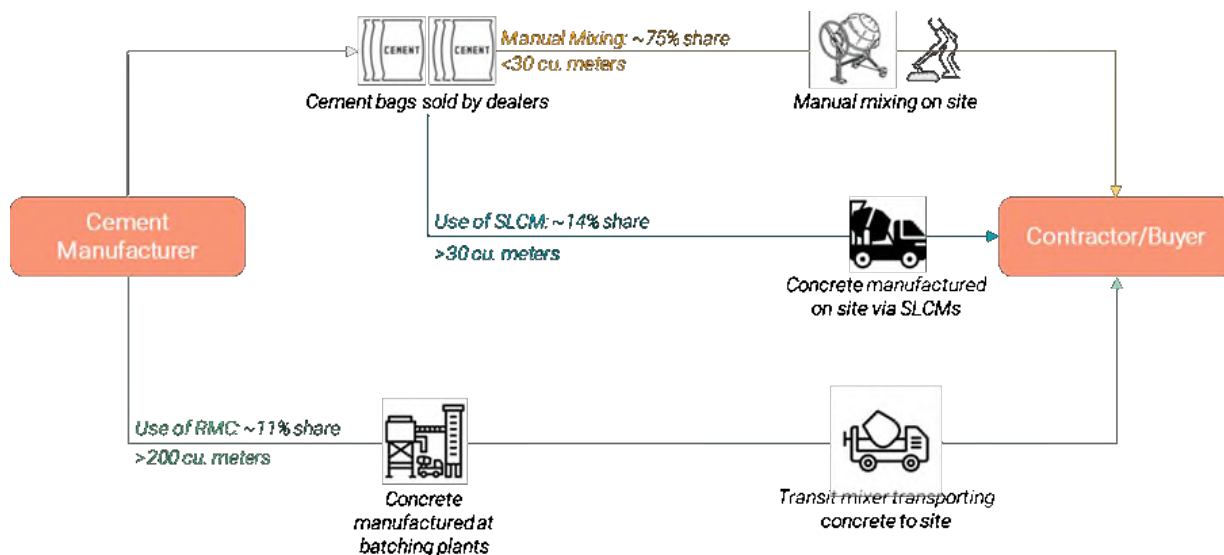 CEMENT
CEMENT
Manual Mixing: ~75% share
<30 cu. meters
Cement bags sold by dealers
Manual mixing on site
Cement
Manufacturer
Use of SLCM: ~14% share
>30 cu. meters
Contractor/Buyer
Concrete manufactured
on site via SLCMs
Use of RMC: ~11% share
>200 cu. meters
Concrete
manufactured at
batching plants
Transit mixer transporting
concrete to site